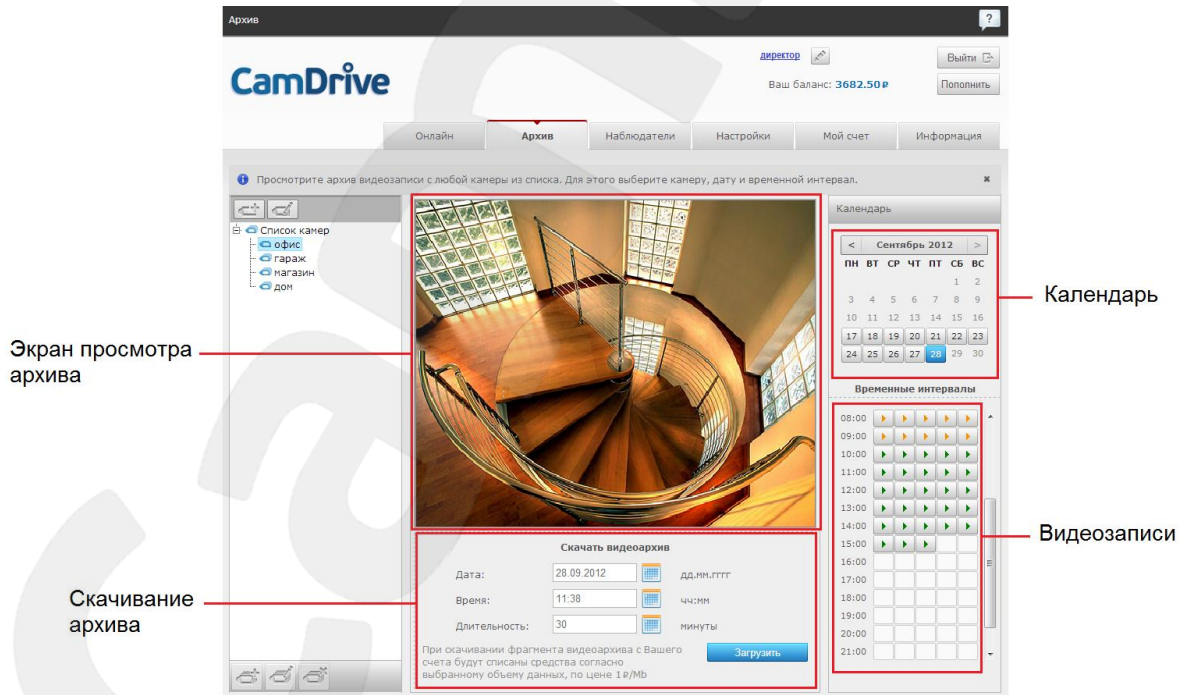 Архив
?
CamDrive
директор
Выйти
Ваш баланс: 3682.50 ₽
Пополнить
Онлайн
Архив
Наблюдатели
Настройки
Мой счет
Информация
Просмотрите архив видеозаписи с любой камеры из списка. Для этого выберите камеру, дату и временной интервал.
Список камер
офис
гараж
магазин
дом
Экран просмотра
архива
Календарь
< Сентябрь 2012 >
ПН ВТ СР ЧТ ПТ СБ ВС
1 2
3 4 5 6 7 8 9
10 11 12 13 14 15 16
17 18 19 20 21 22 23
24 25 26 27 28 29 30
Календарь
Временные интервалы
08:00
09:00
10:00
11:00
12:00
13:00
14:00
15:00
16:00
17:00
18:00
19:00
20:00
21:00
Видеозаписи
Скачивание
архива
Скачать видеоархив
Дата: 28.09.2012 дд.мм.гггг
Время: 11:38 чч:мм
Длительность: 30 минуты
При скачивании фрагмента видеоархива с Вашего
счета будут списаны средства согласно
выбранному объему данных, по цене 1₽/Mb
Загрузить